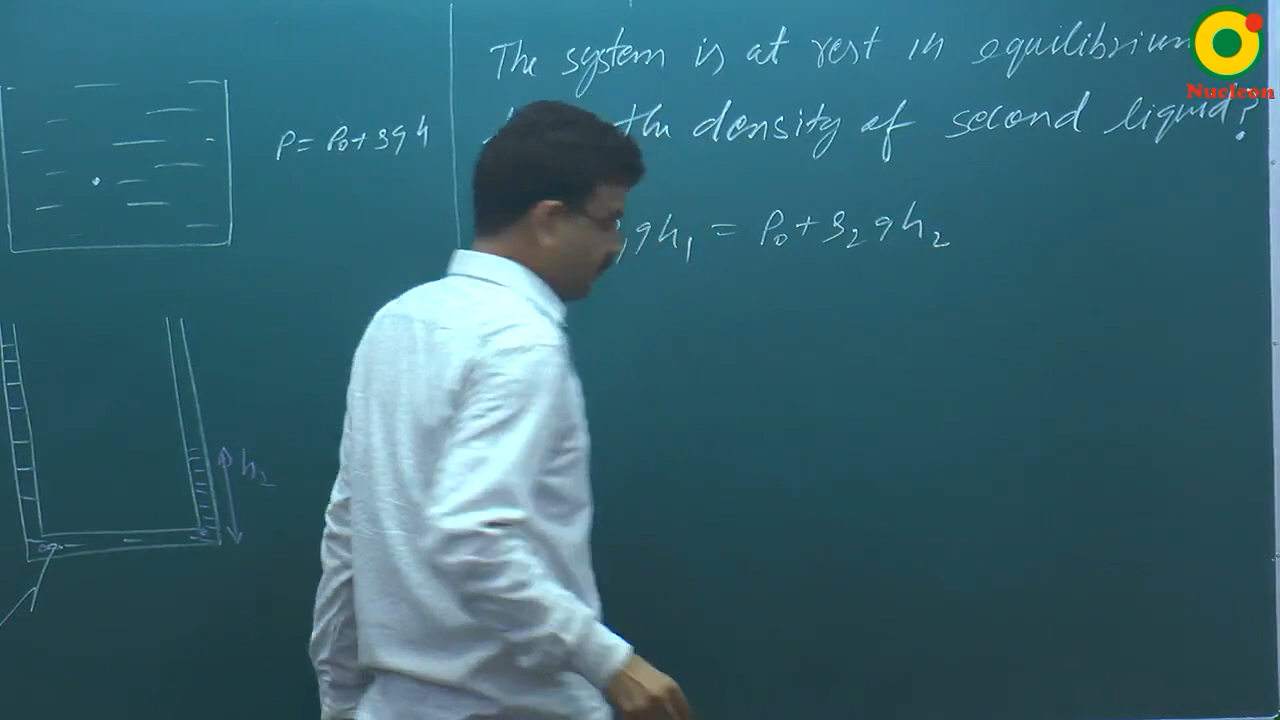 The system is at rest in equilibrium
Nucleon
the density of second liquid?
P = P₀ + ρgh
gh₁ = P₀ + ρ₂gh₂
h₂